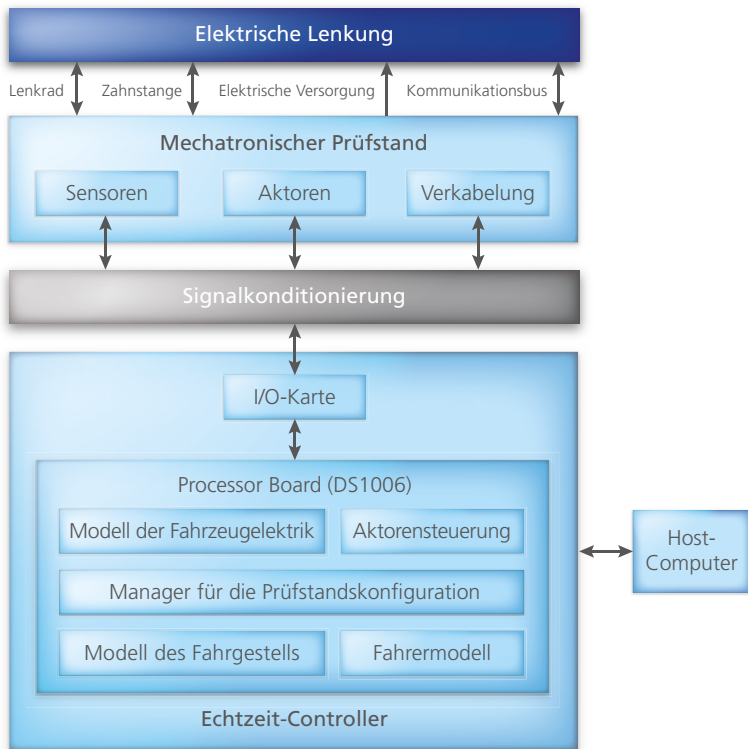 Elektrische Lenkung
Lenkrad
Zahnstange
Elektrische Versorgung
Kommunikationsbus
Mechatronischer Prüfstand
Sensoren
Aktoren
Verkabelung
Signalkonditionierung
I/O-Karte
Processor Board (DS1006)
Modell der Fahrzeugelektrik
Aktorensteuerung
Manager für die Prüfstandskonfiguration
Modell des Fahrgestells
Fahrermodell
Echtzeit-Controller
Host-
Computer